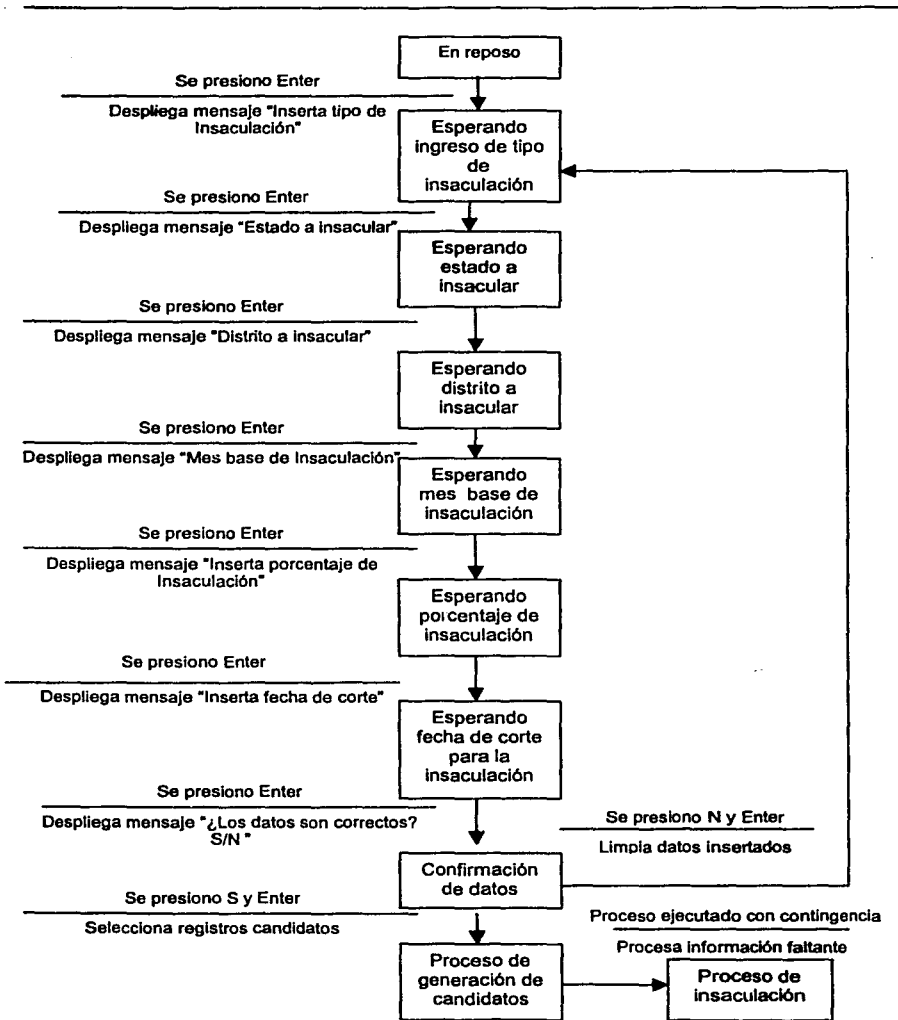 En reposo
Se presiono Enter
Despliega mensaje "Inserta tipo de
Insaculación"
Esperando
ingreso de tipo
de
insaculación
Se presiono Enter
Despliega mensaje "Estado a insacular"
Esperando
estado a
insacular
Se presiono Enter
Despliega mensaje "Distrito a insacular"
Esperando
distrito a
insacular
Se presiono Enter
Despliega mensaje "Mes base de Insaculación"
Esperando
mes base de
insaculación
Se presiono Enter
Despliega mensaje "Inserta porcentaje de
Insaculación"
Esperando
porcentaje de
insaculación
Se presiono Enter
Despliega mensaje "Inserta fecha de corte"
Esperando
fecha de corte
para la
insaculación
Se presiono Enter
Despliega mensaje "¿Los datos son correctos?
S/N "
Se presiono N y Enter
Limpia datos insertados
Confirmación
de datos
Se presiono S y Enter
Selecciona registros candidatos
Proceso ejecutado con contingencia
Procesa información faltante
Proceso de
generación de
candidatos
Proceso de
insaculación